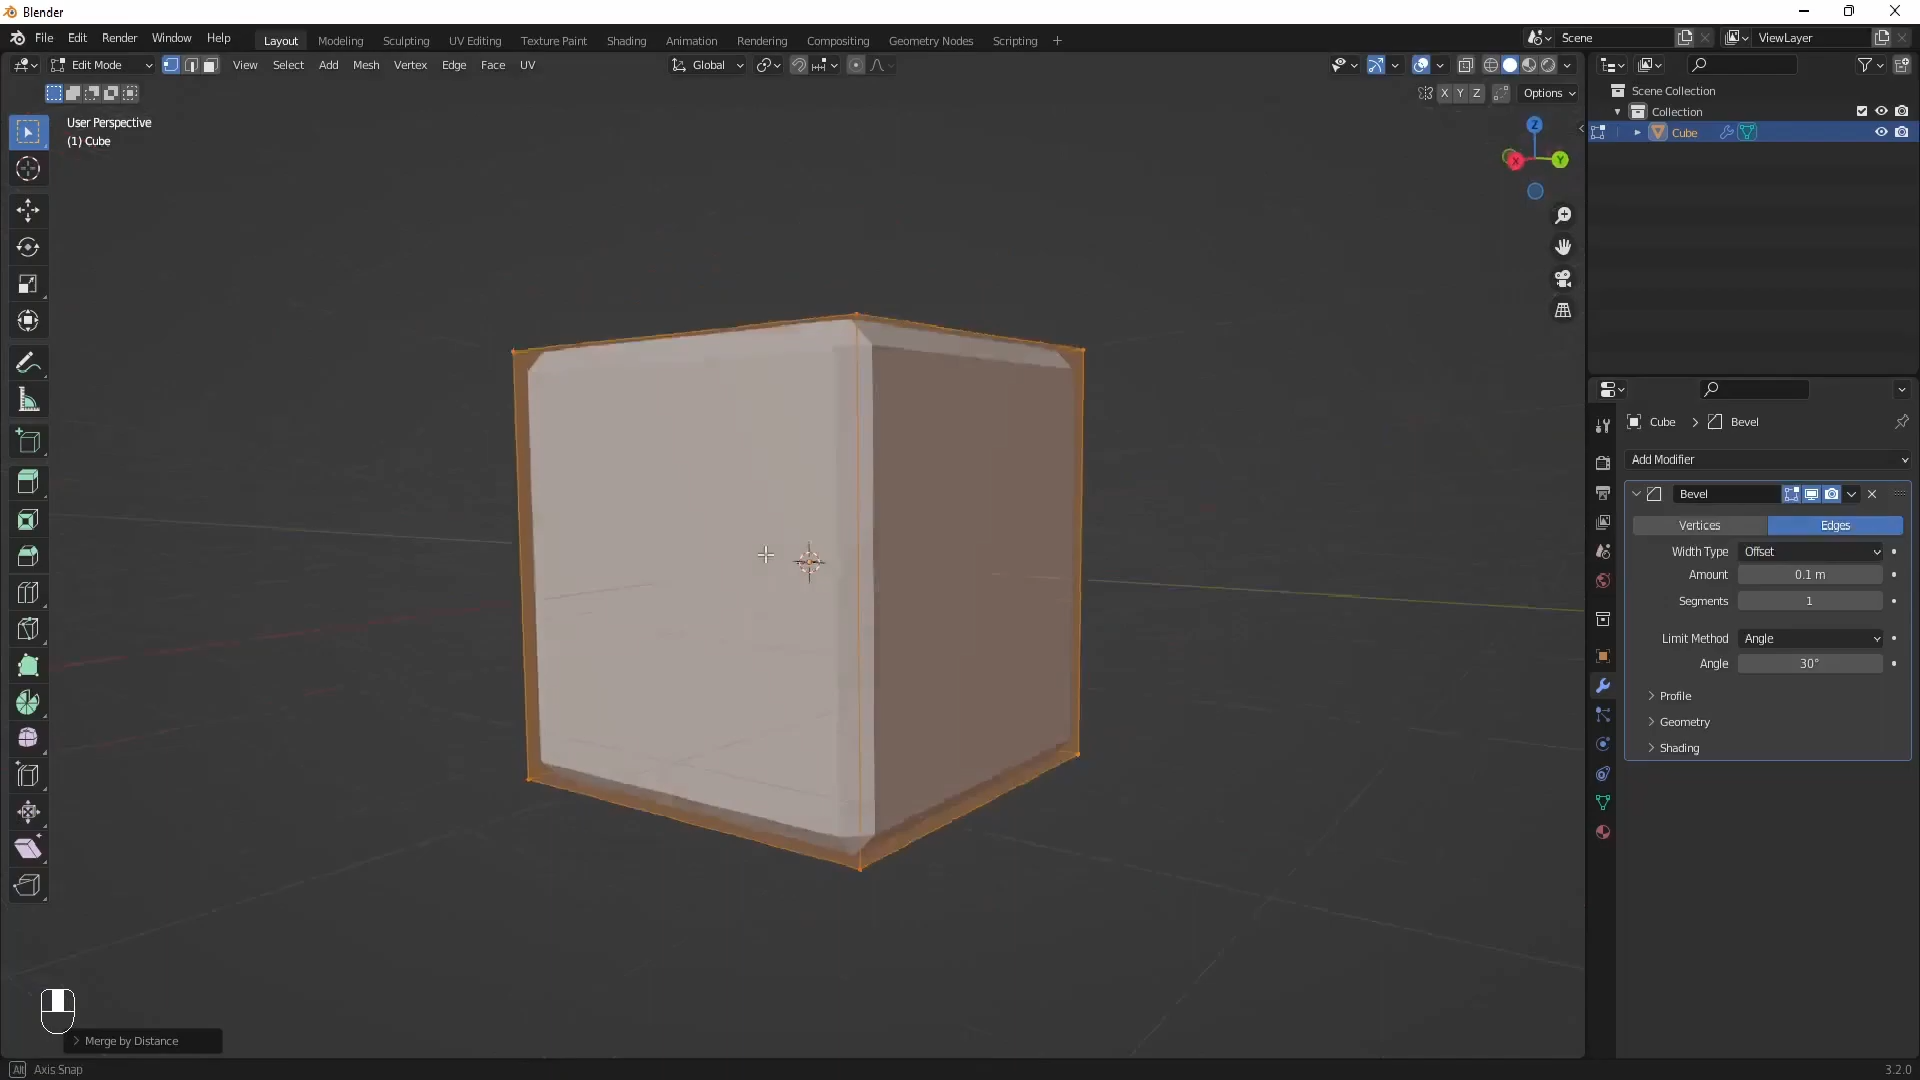 Blender
File Edit Render Window Help
Layout Modeling Sculpting UV Editing Texture Paint Shading Animation Rendering Compositing Geometry Nodes Scripting +
Scene
ViewLayer
Edit Mode View Select Add Mesh Vertex Edge Face UV
Global
X Y Z Options
User Perspective
(1) Cube
Z
X
Y
Scene Collection
Collection
Cube
Cube > Bevel
Add Modifier
Bevel
Vertices Edges
Width Type Offset
Amount 0.1 m
Segments 1
Limit Method Angle
Angle 30°
Profile
Geometry
Shading
Merge by Distance
Alt Axis Snap
3.2.0